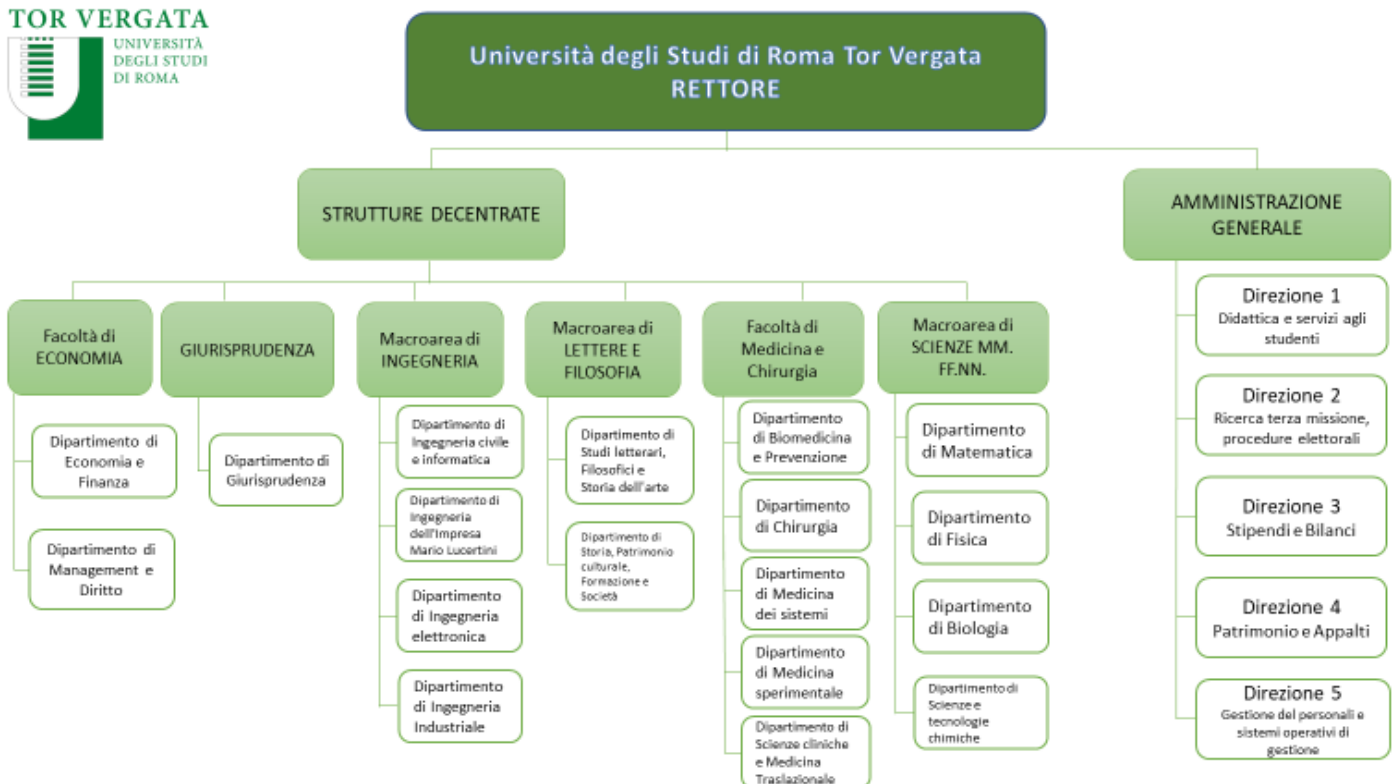 TOR VERGATA
UNIVERSITÀ
DEGLI STUDI
DI ROMA
Università degli Studi di Roma Tor Vergata
RETTORE
STRUTTURE DECENTRATE
AMMINISTRAZIONE
GENERALE
Facoltà di
ECONOMIA
Dipartimento di
Economia e
Finanza
Dipartimento di
Management e
Diritto
GIURISPRUDENZA
Dipartimento di
Giurisprudenza
Macroarea di
INGEGNERIA
Dipartimento di
Ingegneria civile
e informatica
Dipartimento di
Ingegneria
dell'Impresa
Mario Lucertini
Dipartimento
di Ingegneria
elettronica
Dipartimento
di Ingegneria
Industriale
Macroarea di
LETTERE E
FILOSOFIA
Dipartimento di
Studi letterari,
Filosofici e
Storia dell'arte
Dipartimento di
Storia, Patrimonio
culturale,
Formazione e
Società
Facoltà di
Medicina e
Chirurgia
Dipartimento
di Biomedicina
e Prevenzione
Dipartimento
di Chirurgia
Dipartimento
di Medicina
dei sistemi
Dipartimento
di Medicina
sperimentale
Dipartimento di
Scienze cliniche
e Medicina
Traslazionale
Macroarea di
SCIENZE MM.
FF.NN.
Dipartimento
di Matematica
Dipartimento
di Fisica
Dipartimento
di Biologia
Dipartimento di
Scienze e
tecnologie
chimiche
Direzione 1
Didattica e servizi agli
studenti
Direzione 2
Ricerca terza missione,
procedure elettorali
Direzione 3
Stipendi e Bilanci
Direzione 4
Patrimonio e Appalti
Direzione 5
Gestione del personali e
sistemi operativi di
gestione